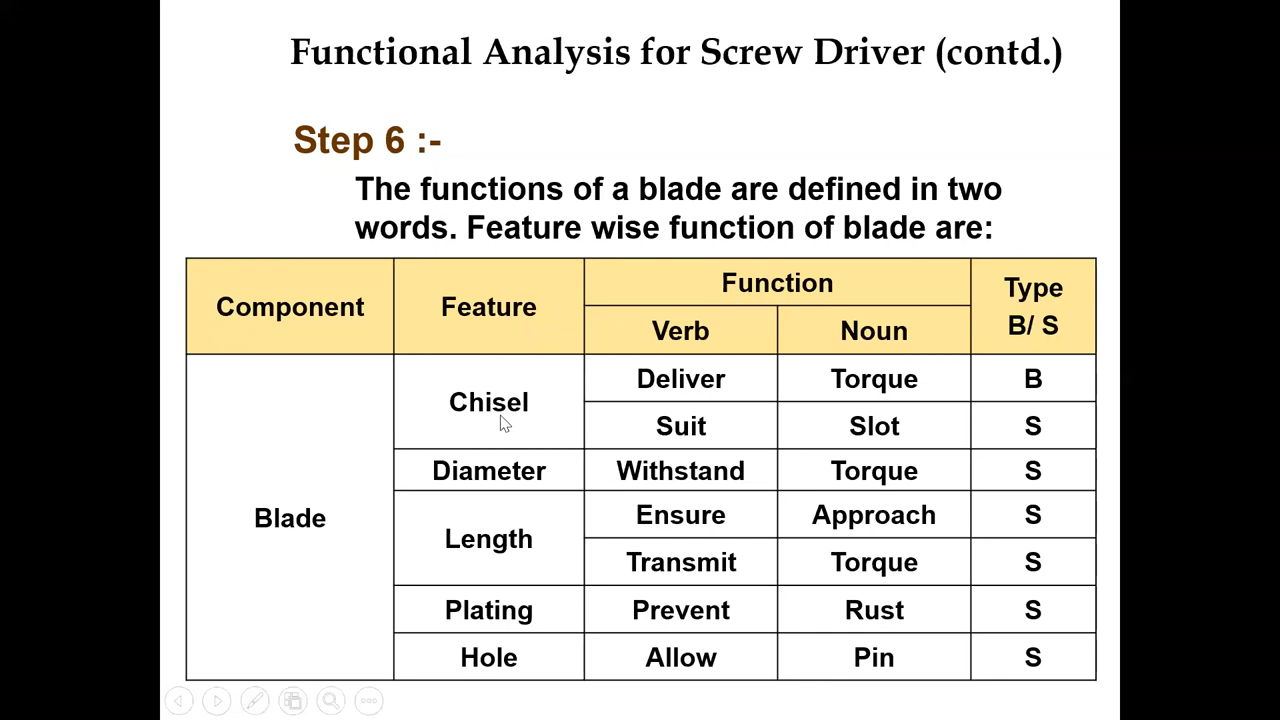 Functional Analysis for Screw Driver (contd.)
Step 6 :-
The functions of a blade are defined in two
words. Feature wise function of blade are:
Component
Feature
Function
Type
B/ S
Verb
Noun
Blade
Chisel
Deliver
Torque
B
Suit
Slot
S
Diameter
Withstand
Torque
S
Length
Ensure
Approach
S
Transmit
Torque
S
Plating
Prevent
Rust
S
Hole
Allow
Pin
S